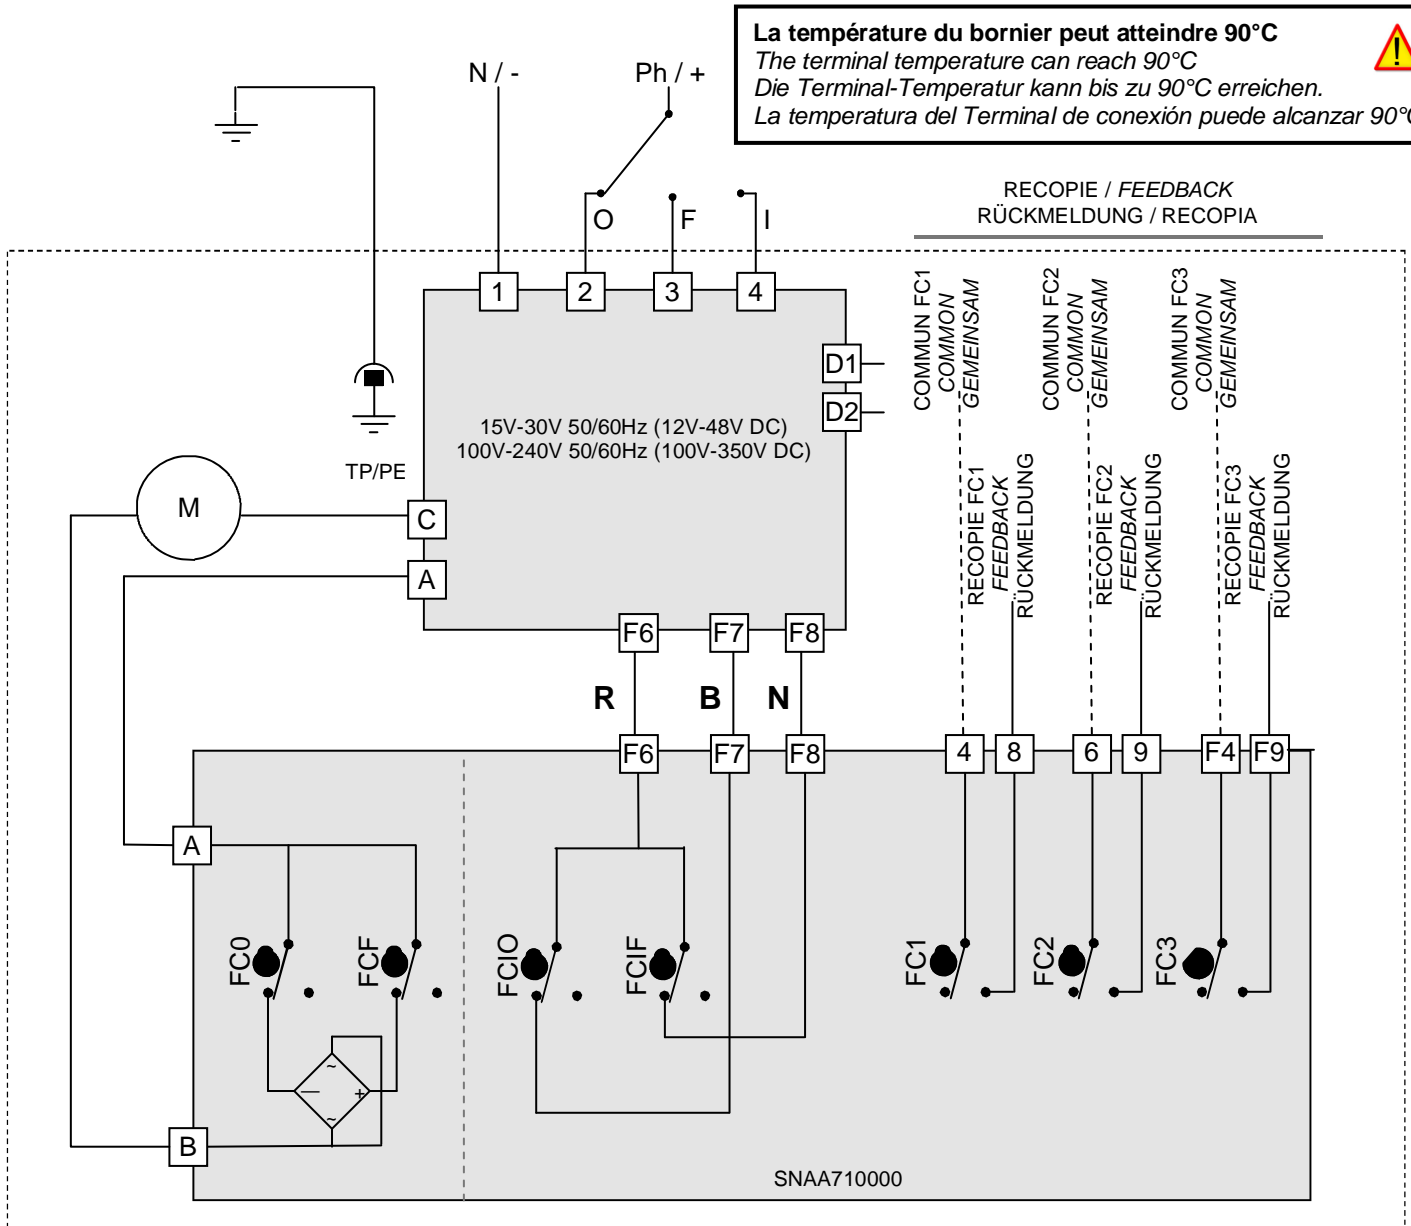 La température du bornier peut atteindre 90°C
The terminal temperature can reach 90°C
Die Terminal-Temperatur kann bis zu 90°C erreichen.
La temperatura del Terminal de conexión puede alcanzar 90°C
!
N / -
Ph / +
RECOPIE / FEEDBACK
RÜCKMELDUNG / RECOPIA
O
F
I
1
2
3
4
D1
D2
15V-30V 50/60Hz (12V-48V DC)
100V-240V 50/60Hz (100V-350V DC)
TP/PE
M
C
A
COMMUN FC1
COMMON
GEMEINSAM
COMMUN FC2
COMMON
GEMEINSAM
COMMUN FC3
COMMON
GEMEINSAM
RECOPIE FC1
FEEDBACK
RÜCKMELDUNG
RECOPIE FC2
FEEDBACK
RÜCKMELDUNG
RECOPIE FC3
FEEDBACK
RÜCKMELDUNG
F6
F7
F8
R
B
N
F6
F7
F8
4
8
6
9
F4
F9
A
FC0
FCF
FCIO
FCIF
FC1
FC2
FC3
~
—
+
~
B
SNAA710000